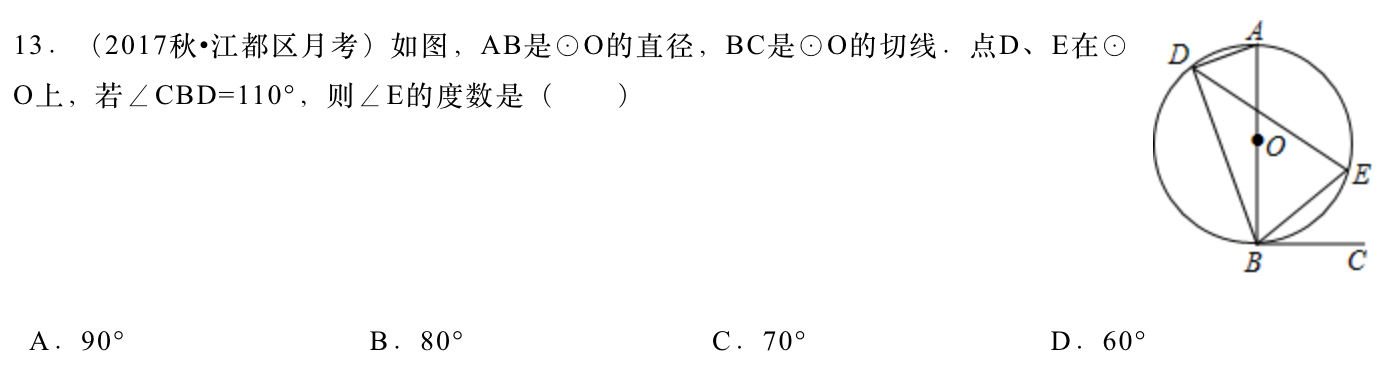 13．（2017秋•江都区月考）如图，AB是⊙O的直径，BC是⊙O的切线．点D、E在⊙
O上，若∠CBD=110°，则∠E的度数是（　　）
A
D
O
E
B
C
A．90° B．80° C．70° D．60°